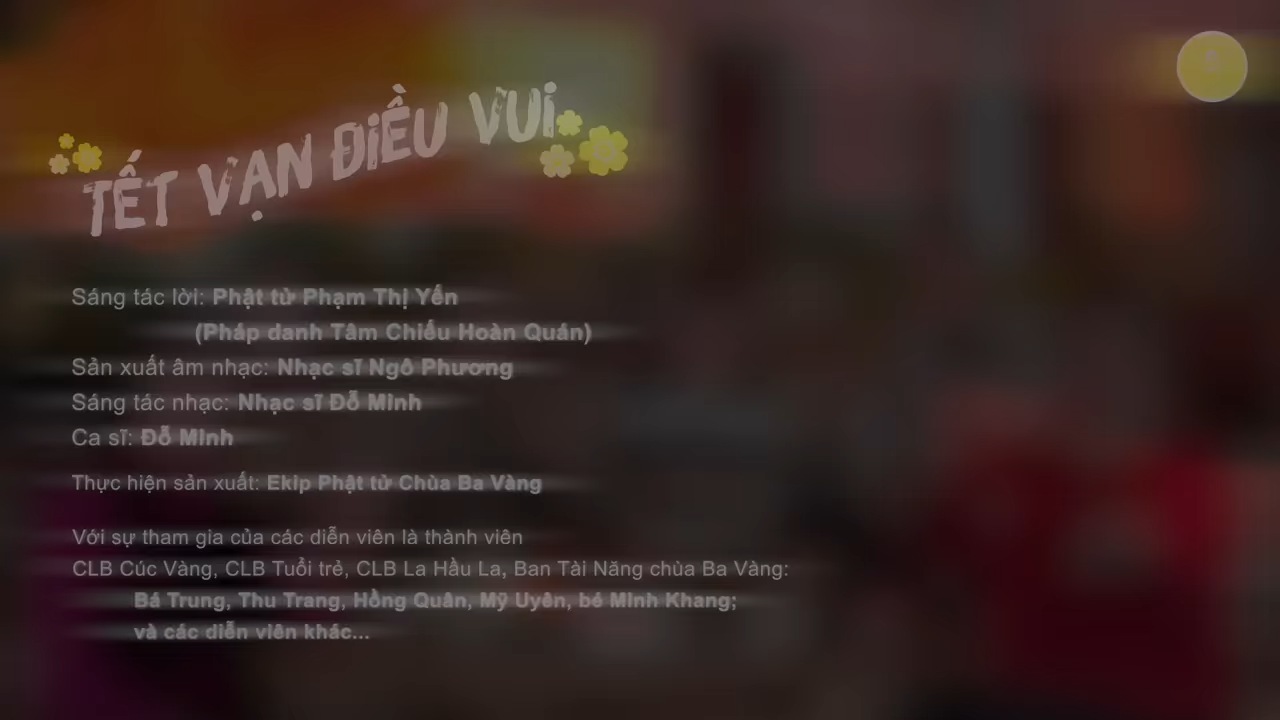 TẾT VẠN ĐIỀU VUI
Sáng tác lời: Phật tử Phạm Thị Yến
(Pháp danh Tâm Chiếu Hoàn Quán)
Sản xuất âm nhạc: Nhạc sĩ Ngô Phương
Sáng tác nhạc: Nhạc sĩ Đỗ Minh
Ca sĩ: Đỗ Minh
Thực hiện sản xuất: Ekip Phật tử Chùa Ba Vàng
Với sự tham gia của các diễn viên là thành viên
CLB Cúc Vàng, CLB Tuổi trẻ, CLB La Hầu La, Ban Tài Năng chùa Ba Vàng:
Bá Trung, Thu Trang, Hồng Quân, Mỹ Uyên, bé Minh Khang;
và các diễn viên khác...